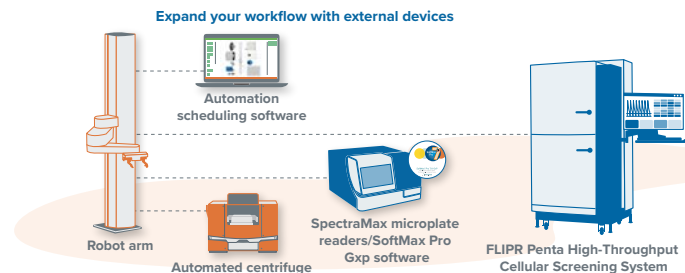 Expand your workflow with external devices
Automation
scheduling software
Robot arm
Automated centrifuge
SpectraMax microplate
readers/SoftMax Pro
Gxp software
FLIPR Penta High-Throughput
Cellular Screening System